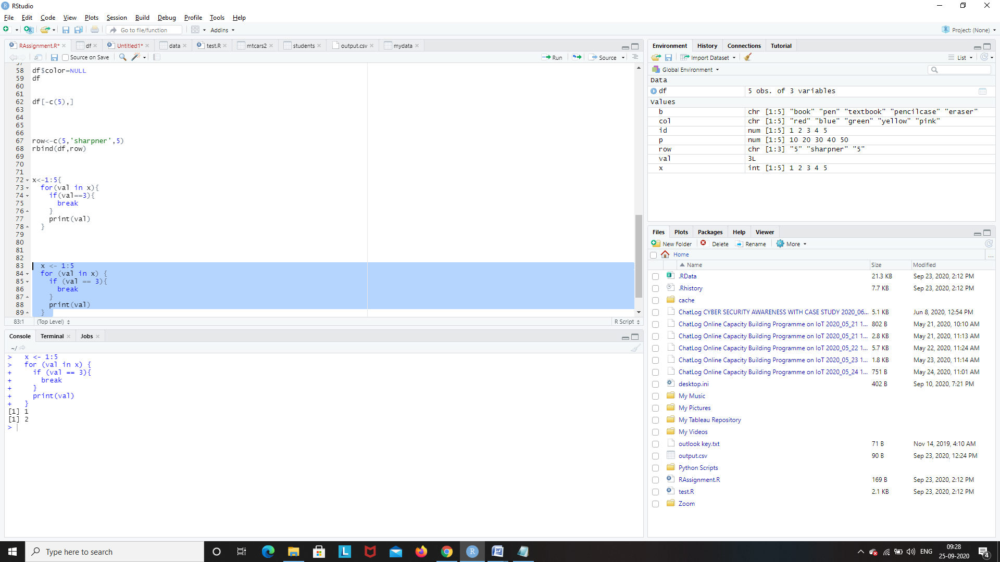 RStudio
File Edit Code View Plots Session Build Debug Profile Tools Help
Go to file/function Addins Project: (None)
RAssignment.R* df Untitled1* data test.R mtcars2 students output.csv mydata
Source on Save Run Source
57
58 df$color=NULL
59 df
60
61
62 df[-c(5),]
63
64
65
66
67 row<-c(5,'sharpner',5)
68 rbind(df,row)
69
70
71
72 x<-1:5{
73 for(val in x){
74 if(val==3){
75 break
76 }
77 print(val)
78 }
79
80
81
82
83 x <- 1:5
84 for (val in x) {
85 if (val == 3){
86 break
87 }
88 print(val)
89 }
83:1 (Top Level) R Script
Console Terminal Jobs
~/
> x <- 1:5
> for (val in x) {
+ if (val == 3){
+ break
+ }
+ print(val)
+ }
[1] 1
[1] 2
>
Environment History Connections Tutorial
Import Dataset List
Global Environment
Data
df 5 obs. of 3 variables
Values
b chr [1:5] "book" "pen" "textbook" "pencilcase" "eraser"
col chr [1:5] "red" "blue" "green" "yellow" "pink"
id num [1:5] 1 2 3 4 5
p num [1:5] 10 20 30 40 50
row chr [1:3] "5" "sharpner" "5"
val 3L
x int [1:5] 1 2 3 4 5
Files Plots Packages Help Viewer
New Folder Delete Rename More
Home ...
Name Size Modified
.RData 21.3 KB Sep 23, 2020, 2:12 PM
.Rhistory 7.7 KB Sep 23, 2020, 2:12 PM
cache
ChatLog CYBER SECURITY AWARENESS WITH CASE STUDY 2020_06... 5.1 KB Jun 8, 2020, 12:54 PM
ChatLog Online Capacity Building Programme on IoT 2020_05_21 1... 802 B May 21, 2020, 10:10 AM
ChatLog Online Capacity Building Programme on IoT 2020_05_21 1... 2.8 KB May 21, 2020, 11:13 AM
ChatLog Online Capacity Building Programme on IoT 2020_05_22 1... 5.7 KB May 22, 2020, 11:24 AM
ChatLog Online Capacity Building Programme on IoT 2020_05_23 1... 1.8 KB May 23, 2020, 11:14 AM
ChatLog Online Capacity Building Programme on IoT 2020_05_24 1... 751 B May 24, 2020, 11:01 AM
desktop.ini 402 B Sep 10, 2020, 7:21 PM
My Music
My Pictures
My Tableau Repository
My Videos
outlook key.txt 71 B Nov 14, 2019, 4:10 AM
output.csv 90 B Sep 23, 2020, 12:24 PM
Python Scripts
RAssignment.R 169 B Sep 23, 2020, 2:12 PM
test.R 2.1 KB Sep 23, 2020, 2:12 PM
Zoom
Type here to search
ENG 09:28
25-09-2020
4